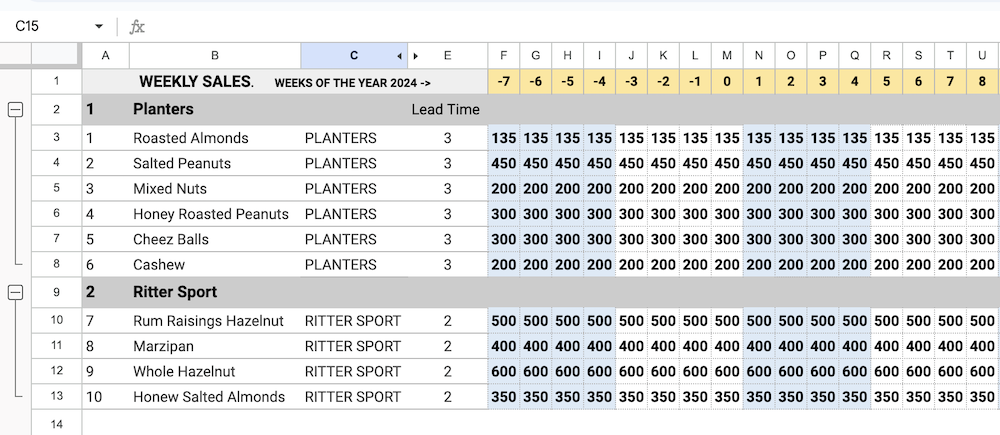 C15 fx
A B C E F G H I J K L M N O P Q R S T U
1 WEEKLY SALES. WEEKS OF THE YEAR 2024 -> -7 -6 -5 -4 -3 -2 -1 0 1 2 3 4 5 6 7 8
2 1 Planters Lead Time
3 1 Roasted Almonds PLANTERS 3 135 135 135 135 135 135 135 135 135 135 135 135 135 135 135 135
4 2 Salted Peanuts PLANTERS 3 450 450 450 450 450 450 450 450 450 450 450 450 450 450 450 450
5 3 Mixed Nuts PLANTERS 3 200 200 200 200 200 200 200 200 200 200 200 200 200 200 200 200
6 4 Honey Roasted Peanuts PLANTERS 3 300 300 300 300 300 300 300 300 300 300 300 300 300 300 300 300
7 5 Cheez Balls PLANTERS 3 300 300 300 300 300 300 300 300 300 300 300 300 300 300 300 300
8 6 Cashew PLANTERS 3 200 200 200 200 200 200 200 200 200 200 200 200 200 200 200 200
9 2 Ritter Sport
10 7 Rum Raisings Hazelnut RITTER SPORT 2 500 500 500 500 500 500 500 500 500 500 500 500 500 500 500 500
11 8 Marzipan RITTER SPORT 2 400 400 400 400 400 400 400 400 400 400 400 400 400 400 400 400
12 9 Whole Hazelnut RITTER SPORT 2 600 600 600 600 600 600 600 600 600 600 600 600 600 600 600 600
13 10 Honew Salted Almonds RITTER SPORT 2 350 350 350 350 350 350 350 350 350 350 350 350 350 350 350 350
14